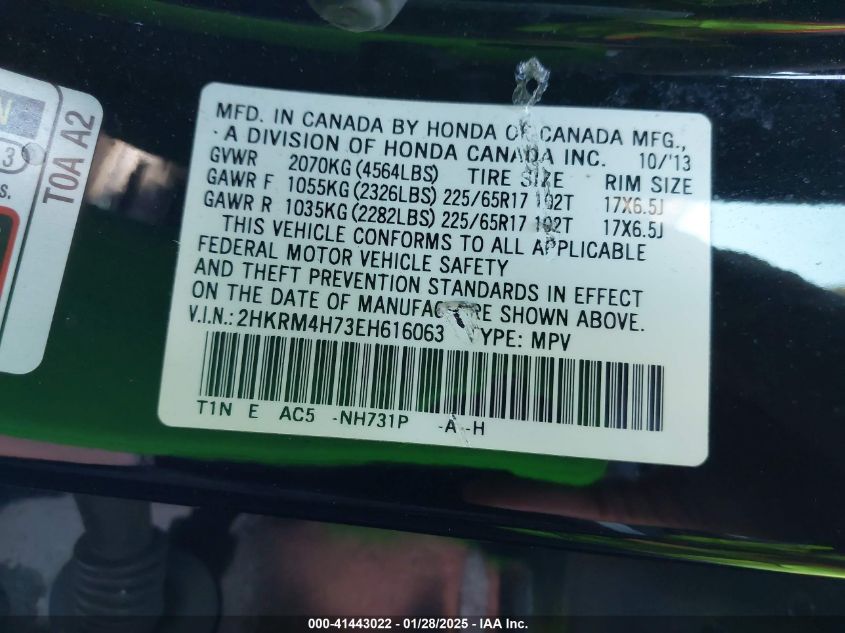 MFD. IN CANADA BY HONDA OF CANADA MFG.,
A DIVISION OF HONDA CANADA INC. 10/'13
GVWR 2070KG (4564LBS) TIRE SIZE RIM SIZE
GAWR F 1055KG (2326LBS) 225/65R17 102T 17X6.5J
GAWR R 1035KG (2282LBS) 225/65R17 102T 17X6.5J
THIS VEHICLE CONFORMS TO ALL APPLICABLE
FEDERAL MOTOR VEHICLE SAFETY
AND THEFT PREVENTION STANDARDS IN EFFECT
ON THE DATE OF MANUFACTURE SHOWN ABOVE.
V.I.N.: 2HKRM4H73EH616063 TYPE: MPV
T1N E AC5 -NH731P -A -H
T0A A2
000-41443022 - 01/28/2025 - IAA Inc.